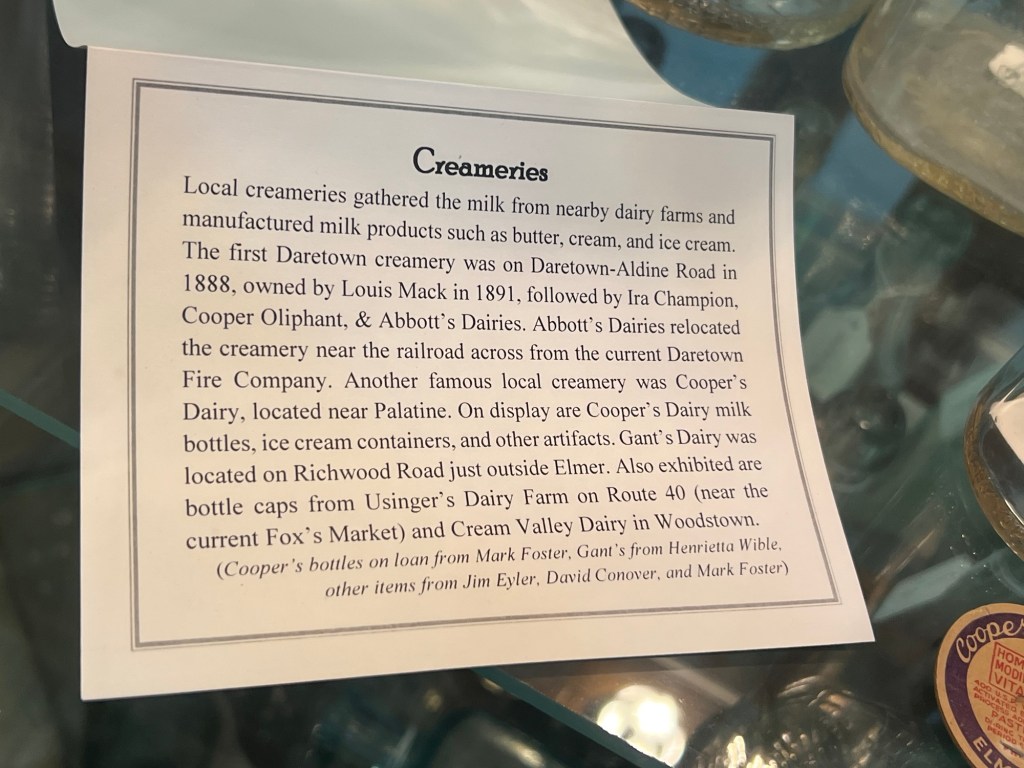 Creameries
Local creameries gathered the milk from nearby dairy farms and
manufactured milk products such as butter, cream, and ice cream.
The first Daretown creamery was on Daretown-Aldine Road in
1888, owned by Louis Mack in 1891, followed by Ira Champion,
Cooper Oliphant, & Abbott's Dairies. Abbott's Dairies relocated
the creamery near the railroad across from the current Daretown
Fire Company. Another famous local creamery was Cooper's
Dairy, located near Palatine. On display are Cooper's Dairy milk
bottles, ice cream containers, and other artifacts. Gant's Dairy was
located on Richwood Road just outside Elmer. Also exhibited are
bottle caps from Usinger's Dairy Farm on Route 40 (near the
current Fox's Market) and Cream Valley Dairy in Woodstown.
(Cooper's bottles on loan from Mark Foster, Gant's from Henrietta Wible,
other items from Jim Eyler, David Conover, and Mark Foster)
Cooper
HOM
MODI
VITA
ELM